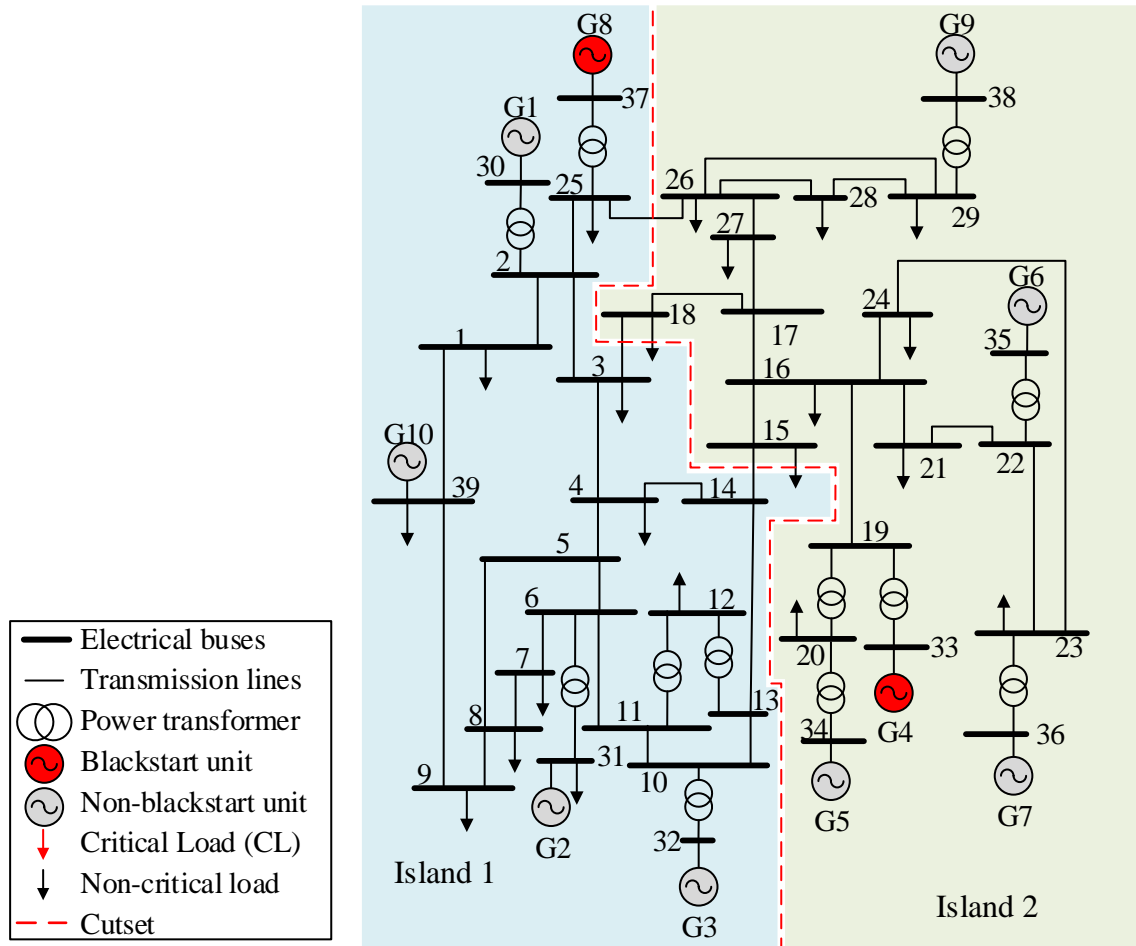 G8
G9
37
38
G1
30
25
26
28
29
27
2
18
17
24
G6
35
1
3
16
15
21
22
G10
39
4
14
5
19
6
12
7
20
33
23
8
11
13
31
34
G4
36
9
10
G2
G5
G7
32
G3
Island 1
Island 2
Electrical buses
Transmission lines
Power transformer
Blackstart unit
Non-blackstart unit
Critical Load (CL)
Non-critical load
Cutset